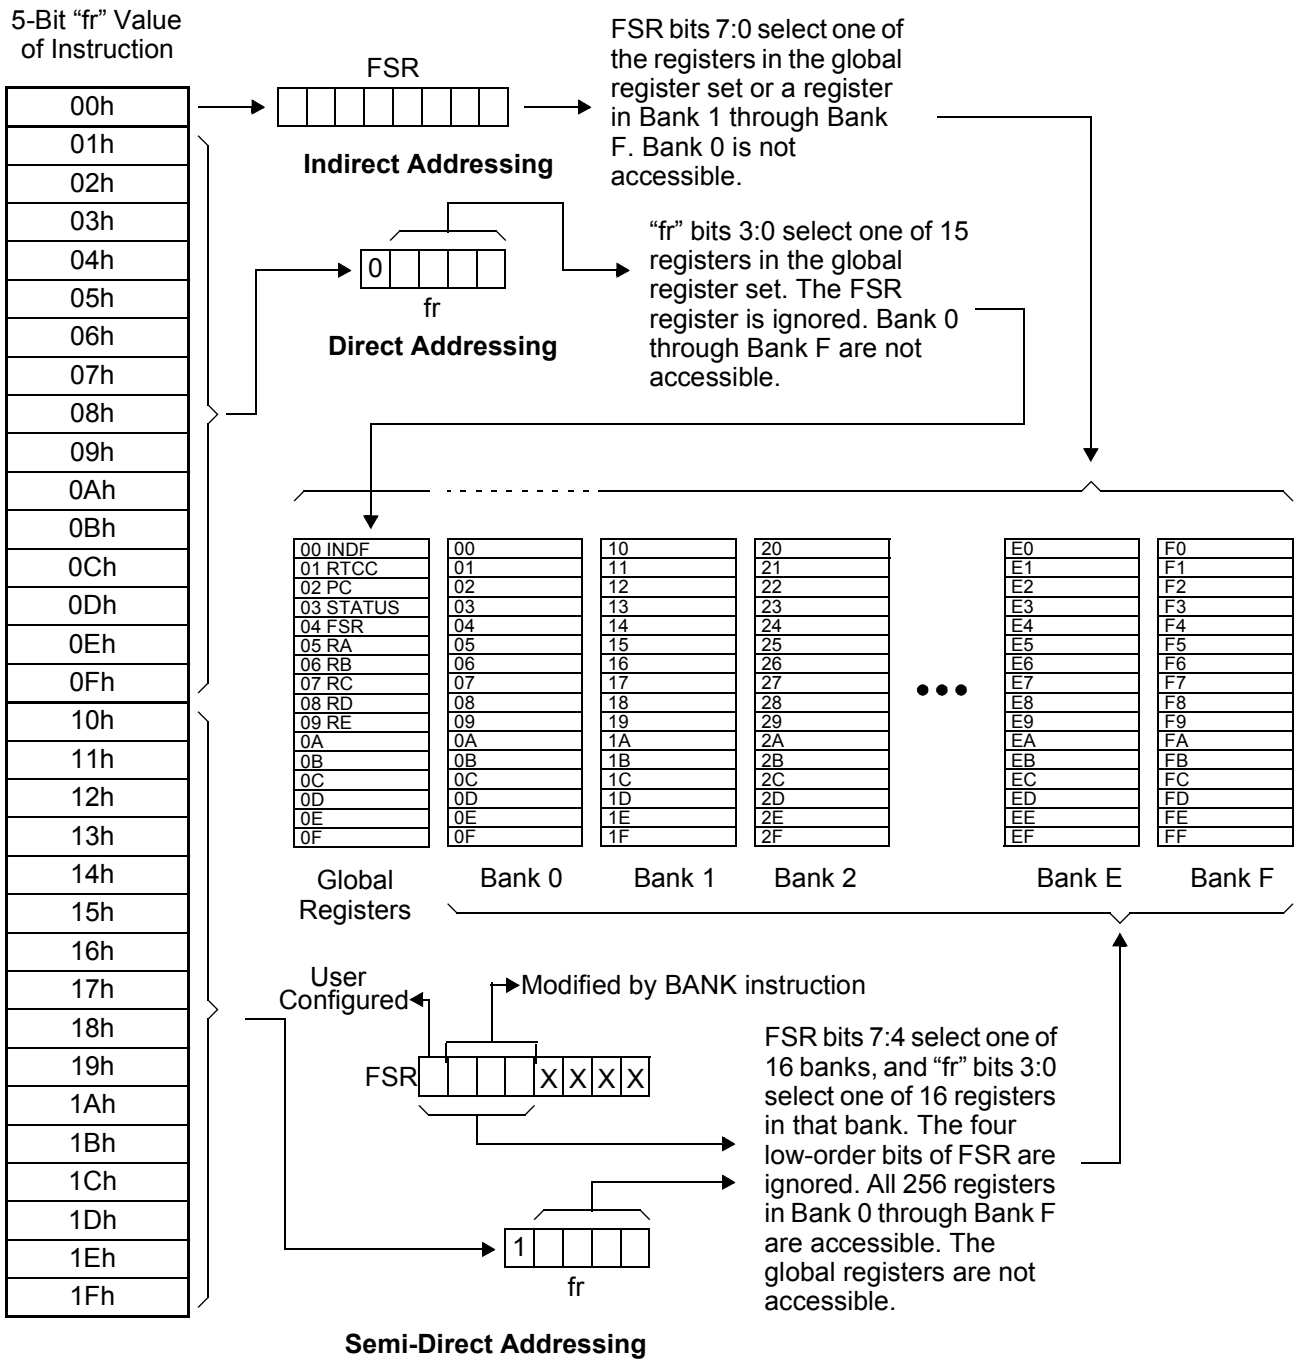 5-Bit “fr” Value
of Instruction
00h
01h
02h
03h
04h
05h
06h
07h
08h
09h
0Ah
0Bh
0Ch
0Dh
0Eh
0Fh
10h
11h
12h
13h
14h
15h
16h
17h
18h
19h
1Ah
1Bh
1Ch
1Dh
1Eh
1Fh
FSR
Indirect Addressing
FSR bits 7:0 select one of
the registers in the global
register set or a register
in Bank 1 through Bank
F. Bank 0 is not
accessible.
0
fr
Direct Addressing
“fr” bits 3:0 select one of 15
registers in the global
register set. The FSR
register is ignored. Bank 0
through Bank F are not
accessible.
00 INDF
01 RTCC
02 PC
03 STATUS
04 FSR
05 RA
06 RB
07 RC
08 RD
09 RE
0A
0B
0C
0D
0E
0F
Global
Registers
00
01
02
03
04
05
06
07
08
09
0A
0B
0C
0D
0E
0F
Bank 0
10
11
12
13
14
15
16
17
18
19
1A
1B
1C
1D
1E
1F
Bank 1
20
21
22
23
24
25
26
27
28
29
2A
2B
2C
2D
2E
2F
Bank 2
E0
E1
E2
E3
E4
E5
E6
E7
E8
E9
EA
EB
EC
ED
EE
EF
Bank E
F0
F1
F2
F3
F4
F5
F6
F7
F8
F9
FA
FB
FC
FD
FE
FF
Bank F
User
Configured
Modified by BANK instruction
FSR X X X X
1
fr
Semi-Direct Addressing
FSR bits 7:4 select one of
16 banks, and “fr” bits 3:0
select one of 16 registers
in that bank. The four
low-order bits of FSR are
ignored. All 256 registers
in Bank 0 through Bank F
are accessible. The
global registers are not
accessible.